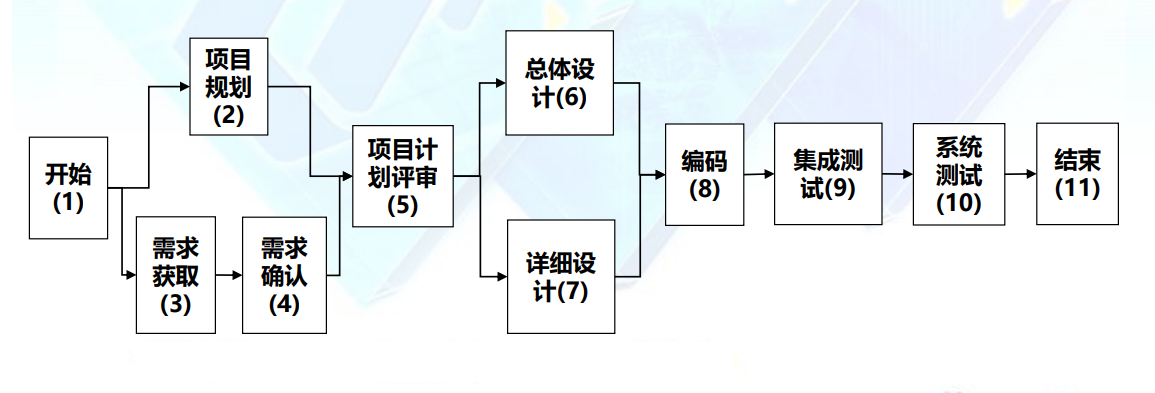 开始
(1)
项目
规划
(2)
需求
获取
(3)
需求
确认
(4)
项目计
划评审
(5)
总体设
计(6)
详细设
计(7)
编码
(8)
集成测
试(9)
系统
测试
(10)
结束
(11)